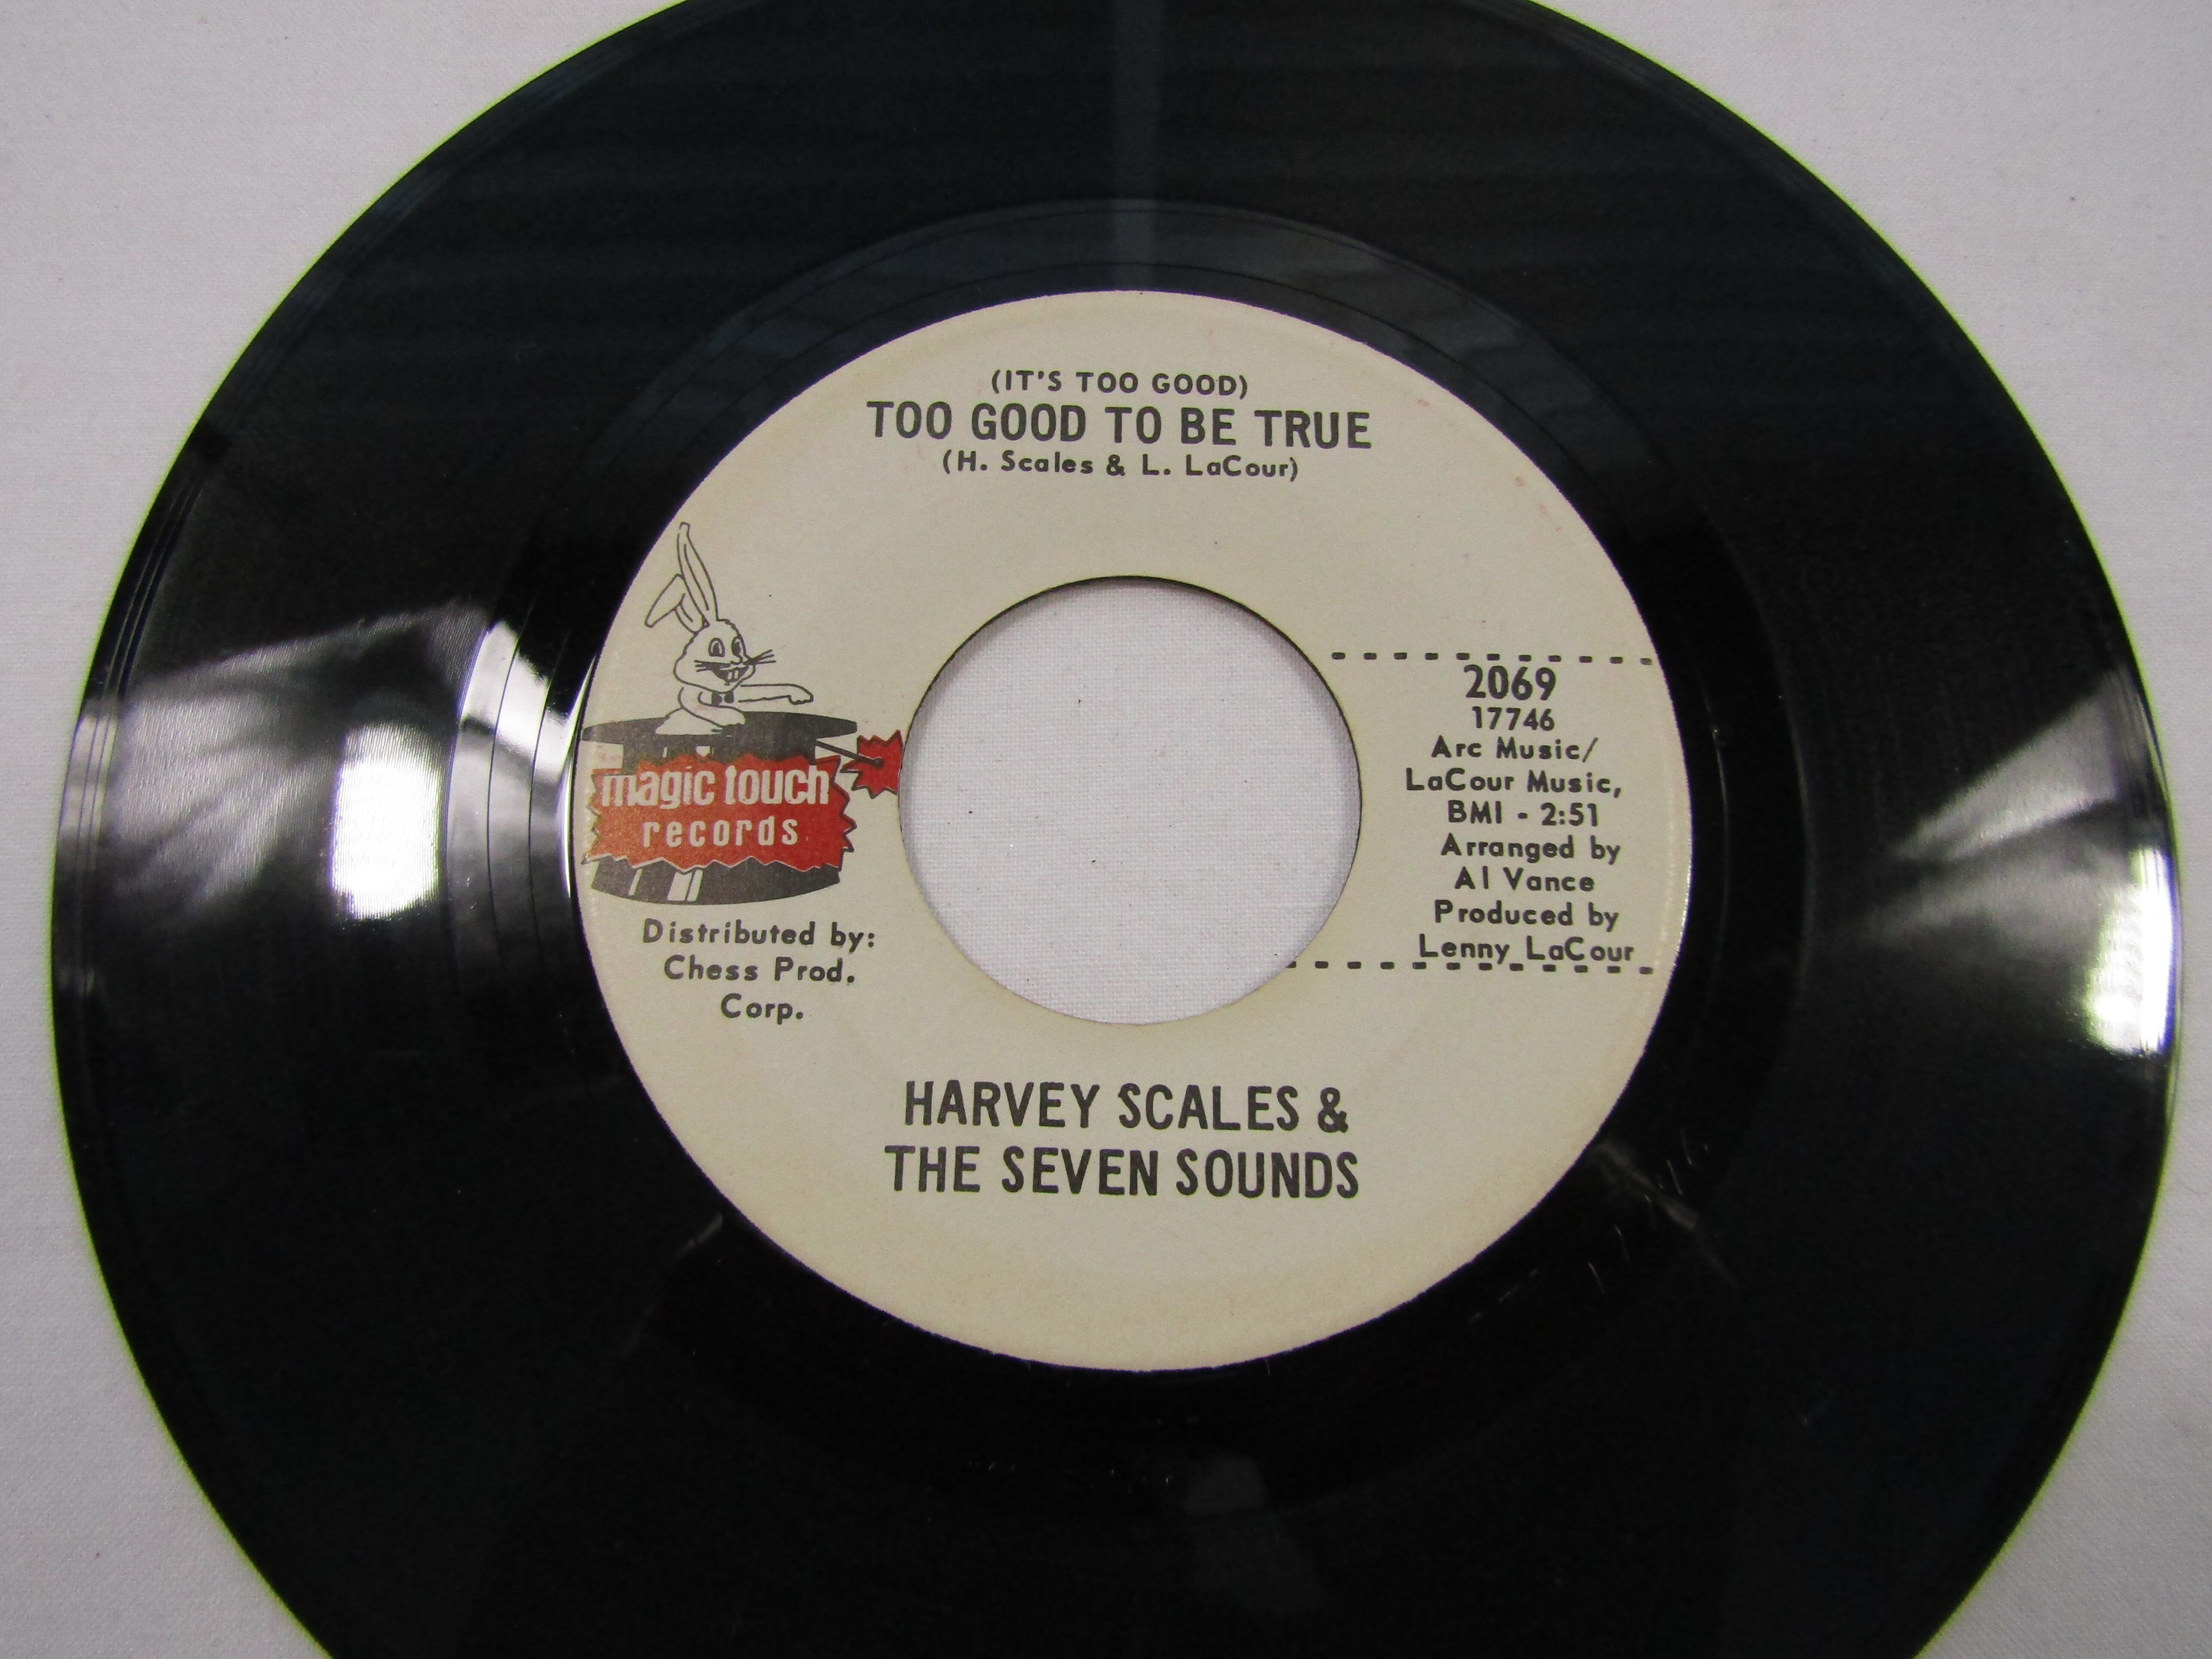 (IT'S TOO GOOD)
TOO GOOD TO BE TRUE
(H. Scales & L. LaCour)
magic touch
records
Distributed by:
Chess Prod.
Corp.
2069
17746
Arc Music/
LaCour Music,
BMI - 2:51
Arranged by
Al Vance
Produced by
Lenny LaCour
HARVEY SCALES &
THE SEVEN SOUNDS